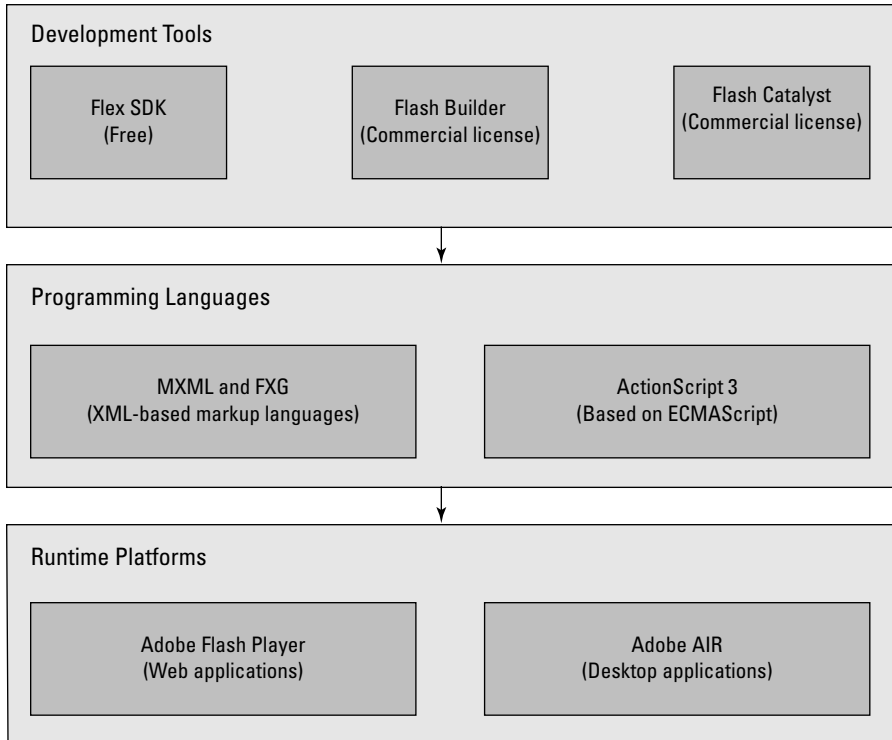 Development Tools
Flex SDK
(Free)
Flash Builder
(Commercial license)
Flash Catalyst
(Commercial license)
Programming Languages
MXML and FXG
(XML-based markup languages)
ActionScript 3
(Based on ECMAScript)
Runtime Platforms
Adobe Flash Player
(Web applications)
Adobe AIR
(Desktop applications)